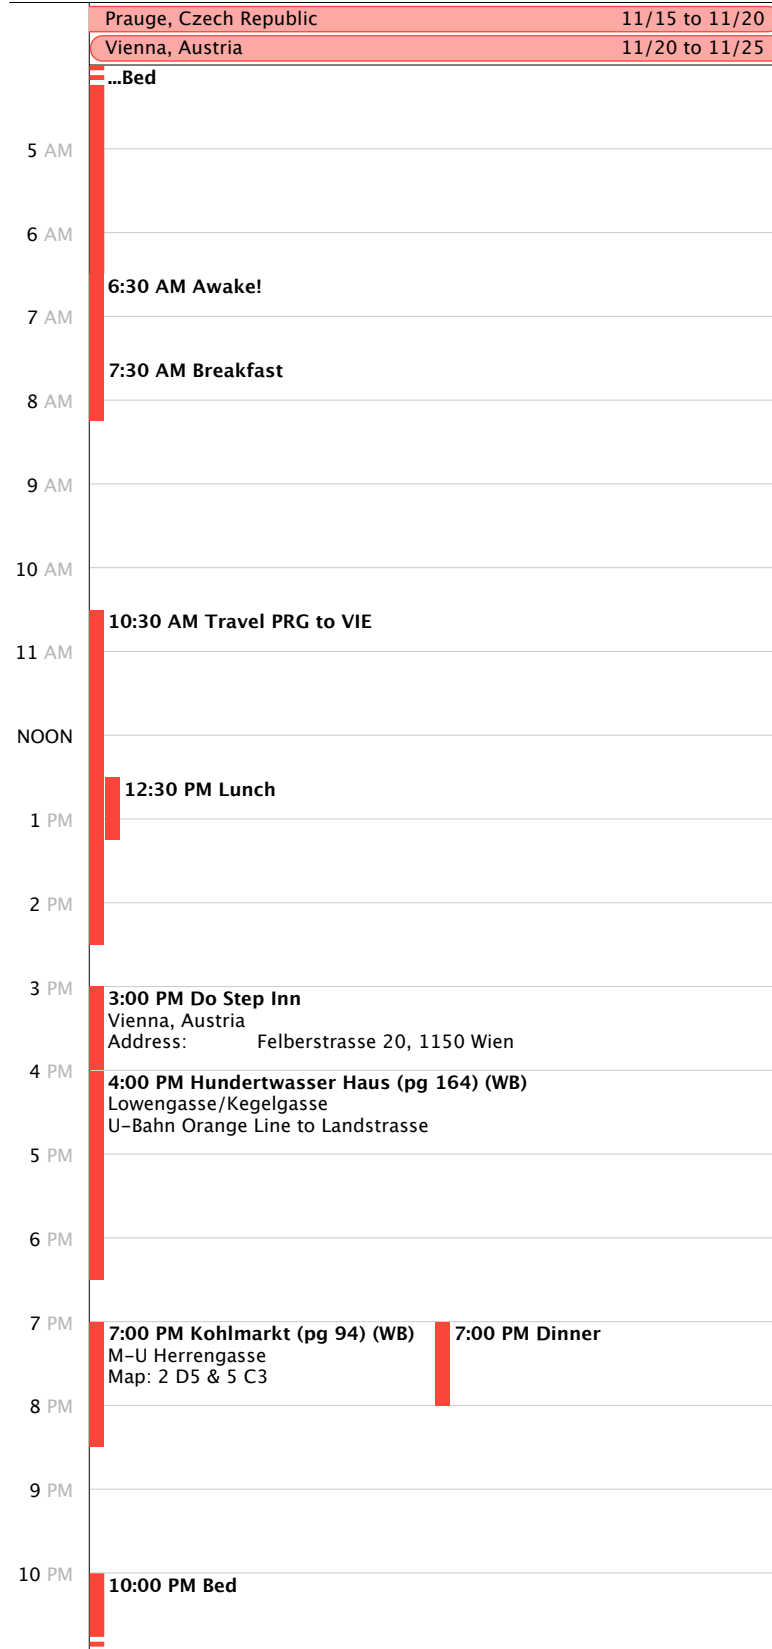 Prauge, Czech Republic 11/15 to 11/20
Vienna, Austria 11/20 to 11/25
...Bed
5 AM
6 AM
6:30 AM Awake!
7 AM
7:30 AM Breakfast
8 AM
9 AM
10 AM
10:30 AM Travel PRG to VIE
11 AM
NOON
12:30 PM Lunch
1 PM
2 PM
3 PM
3:00 PM Do Step Inn
Vienna, Austria
Address: Felberstrasse 20, 1150 Wien
4 PM
4:00 PM Hundertwasser Haus (pg 164) (WB)
Lowengasse/Kegelgasse
U-Bahn Orange Line to Landstrasse
5 PM
6 PM
7 PM
7:00 PM Kohlmarkt (pg 94) (WB) 7:00 PM Dinner
M-U Herrengasse
Map: 2 D5 & 5 C3
8 PM
9 PM
10 PM
10:00 PM Bed